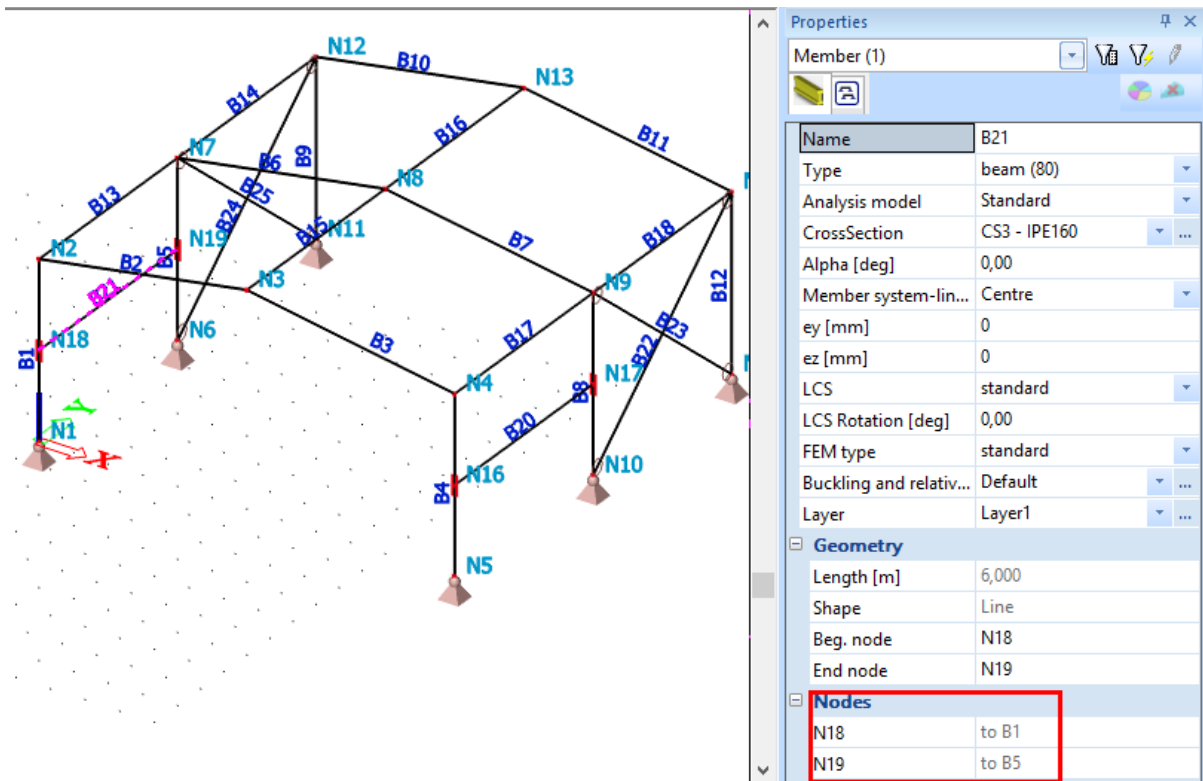 N12
B10
N13
B14
B16
B11
N7
B6
B9
N8
B25
B13
B24
B15
N11
B18
N2
N19
B5
B7
B12
B2
N3
N9
B21
B17
B23
N18
N6
B3
B22
B1
N4
N17
B8
B20
Y
N1
X
N16
N10
B4
N5
Properties
Member (1)
Name B21
Type beam (80)
Analysis model Standard
CrossSection CS3 - IPE160
Alpha [deg] 0,00
Member system-lin... Centre
ey [mm] 0
ez [mm] 0
LCS standard
LCS Rotation [deg] 0,00
FEM type standard
Buckling and relativ... Default
Layer Layer1
Geometry
Length [m] 6,000
Shape Line
Beg. node N18
End node N19
Nodes
N18 to B1
N19 to B5